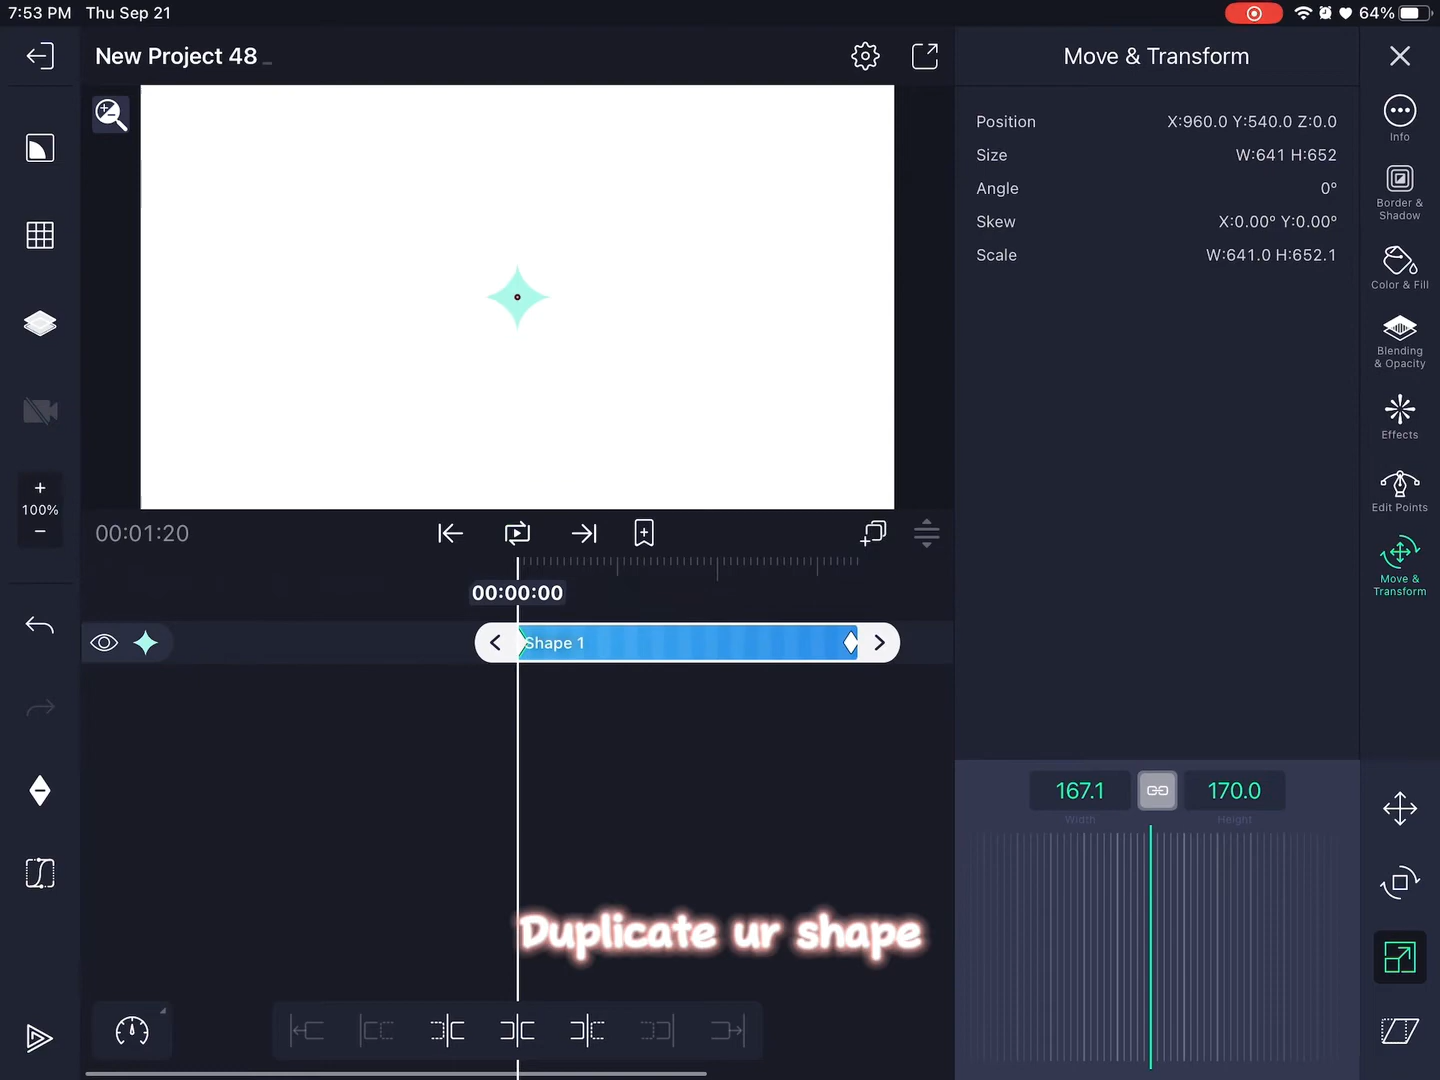 7:53 PM Thu Sep 21
64%
New Project 48
Move & Transform
Position X:960.0 Y:540.0 Z:0.0
Size W:641 H:652
Angle 0º
Skew X:0.00º Y:0.00º
Scale W:641.0 H:652.1
Info
Border &
Shadow
Color & Fill
Blending
& Opacity
Effects
Edit Points
Move &
Transform
100%
00:01:20
00:00:00
Shape 1
167.1 170.0
Width Height
Duplicate ur shape